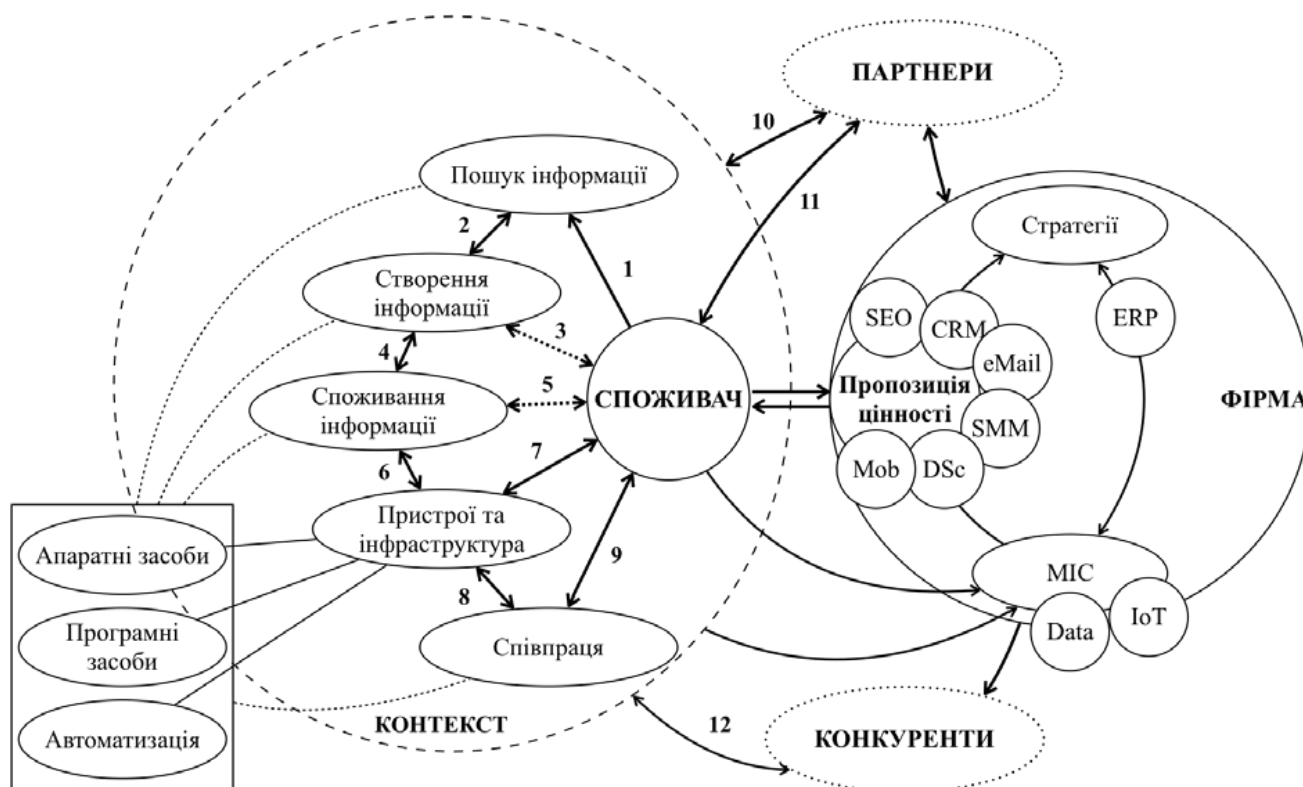 ПАРТНЕРИ
10
Пошук інформації
11
2
Стратегії
1
Створення
інформації
SEO
CRM
ERP
3
4
eMail
5
Споживання
інформації
СПОЖИВАЧ
Пропозиція
цінності
ФІРМА
SMM
7
6
Mob
DSc
Пристрої та
інфраструктура
9
Апаратні засоби
8
МІС
IoT
Data
Програмні
засоби
Співпраця
КОНТЕКСТ
12
КОНКУРЕНТИ
Автоматизація